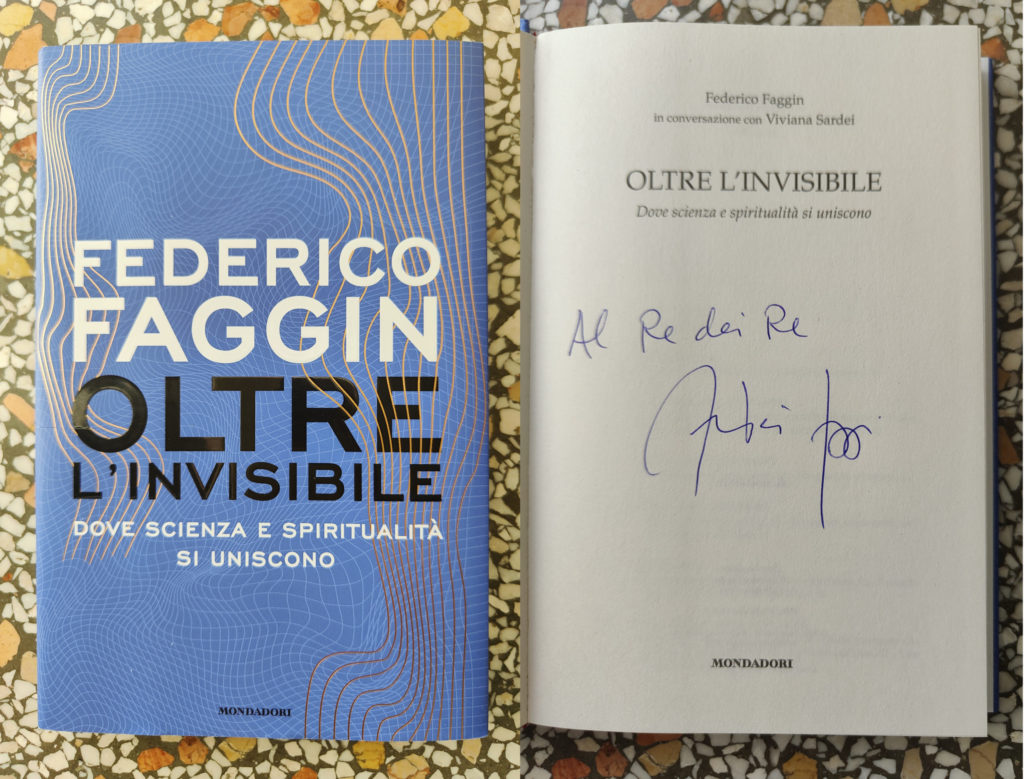 FEDERICO
FAGGIN
OLTRE
L'INVISIBILE
DOVE SCIENZA E SPIRITUALITÀ
SI UNISCONO
MONDADORI
Federico Faggin
in conversazione con Viviana Sardei
OLTRE L'INVISIBILE
Dove scienza e spiritualità si uniscono
Al Re dei Re
MONDADORI